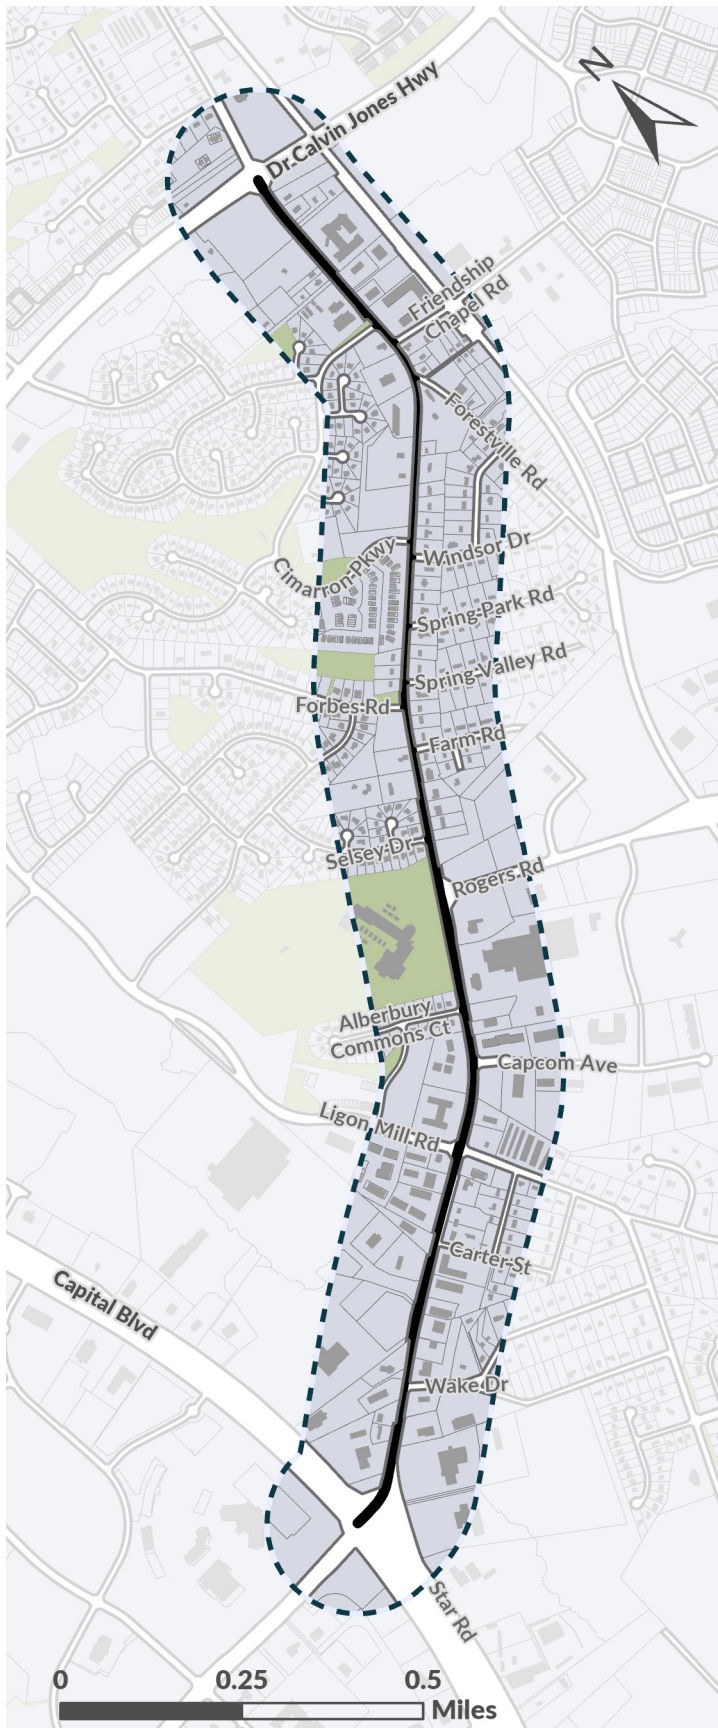 N
Dr. Calvin Jones Hwy
Friendship
Chapel Rd
Forestville Rd
Cimarron Pkwy
Windsor Dr
Spring Park Rd
Spring Valley Rd
Forbes Rd
Farm Rd
Selsey Dr
Rogers Rd
Alberbury
Commons Ct
Capcom Ave
Ligon Mill Rd
Carter St
Capital Blvd
Wake Dr
Star Rd
0 0.25 0.5
Miles